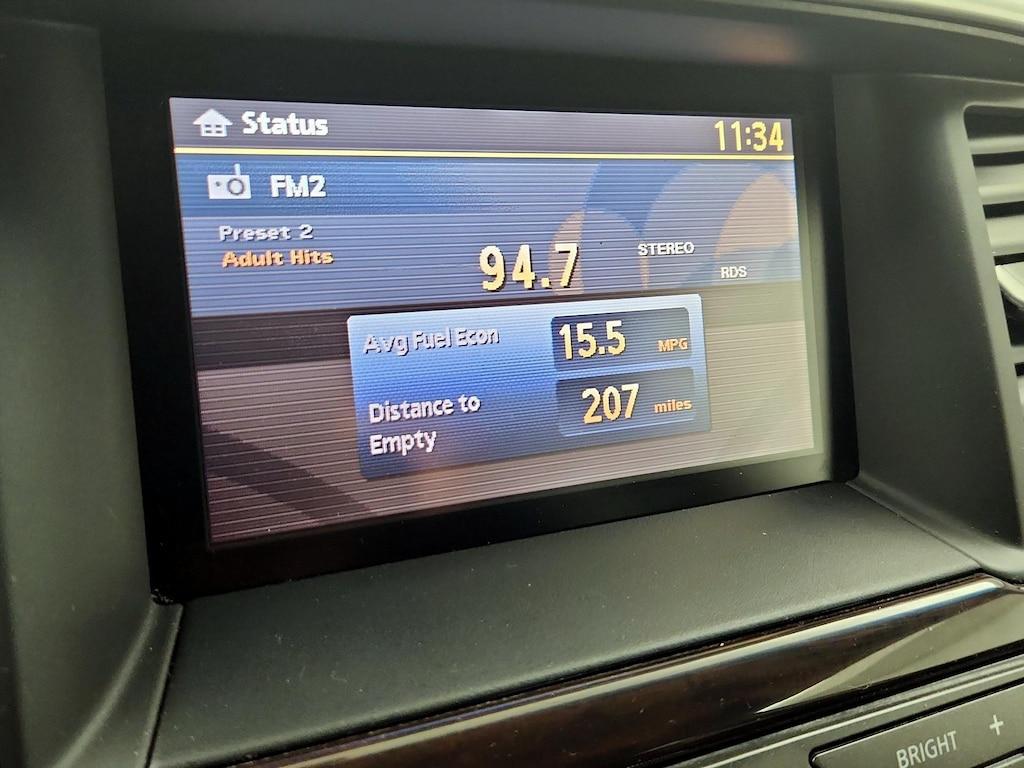 Status
11:34
FM2
Preset 2
Adult Hits
94.7
STEREO
RDS
Avg Fuel Econ
15.5 MPG
Distance to
Empty
207 miles
BRIGHT +